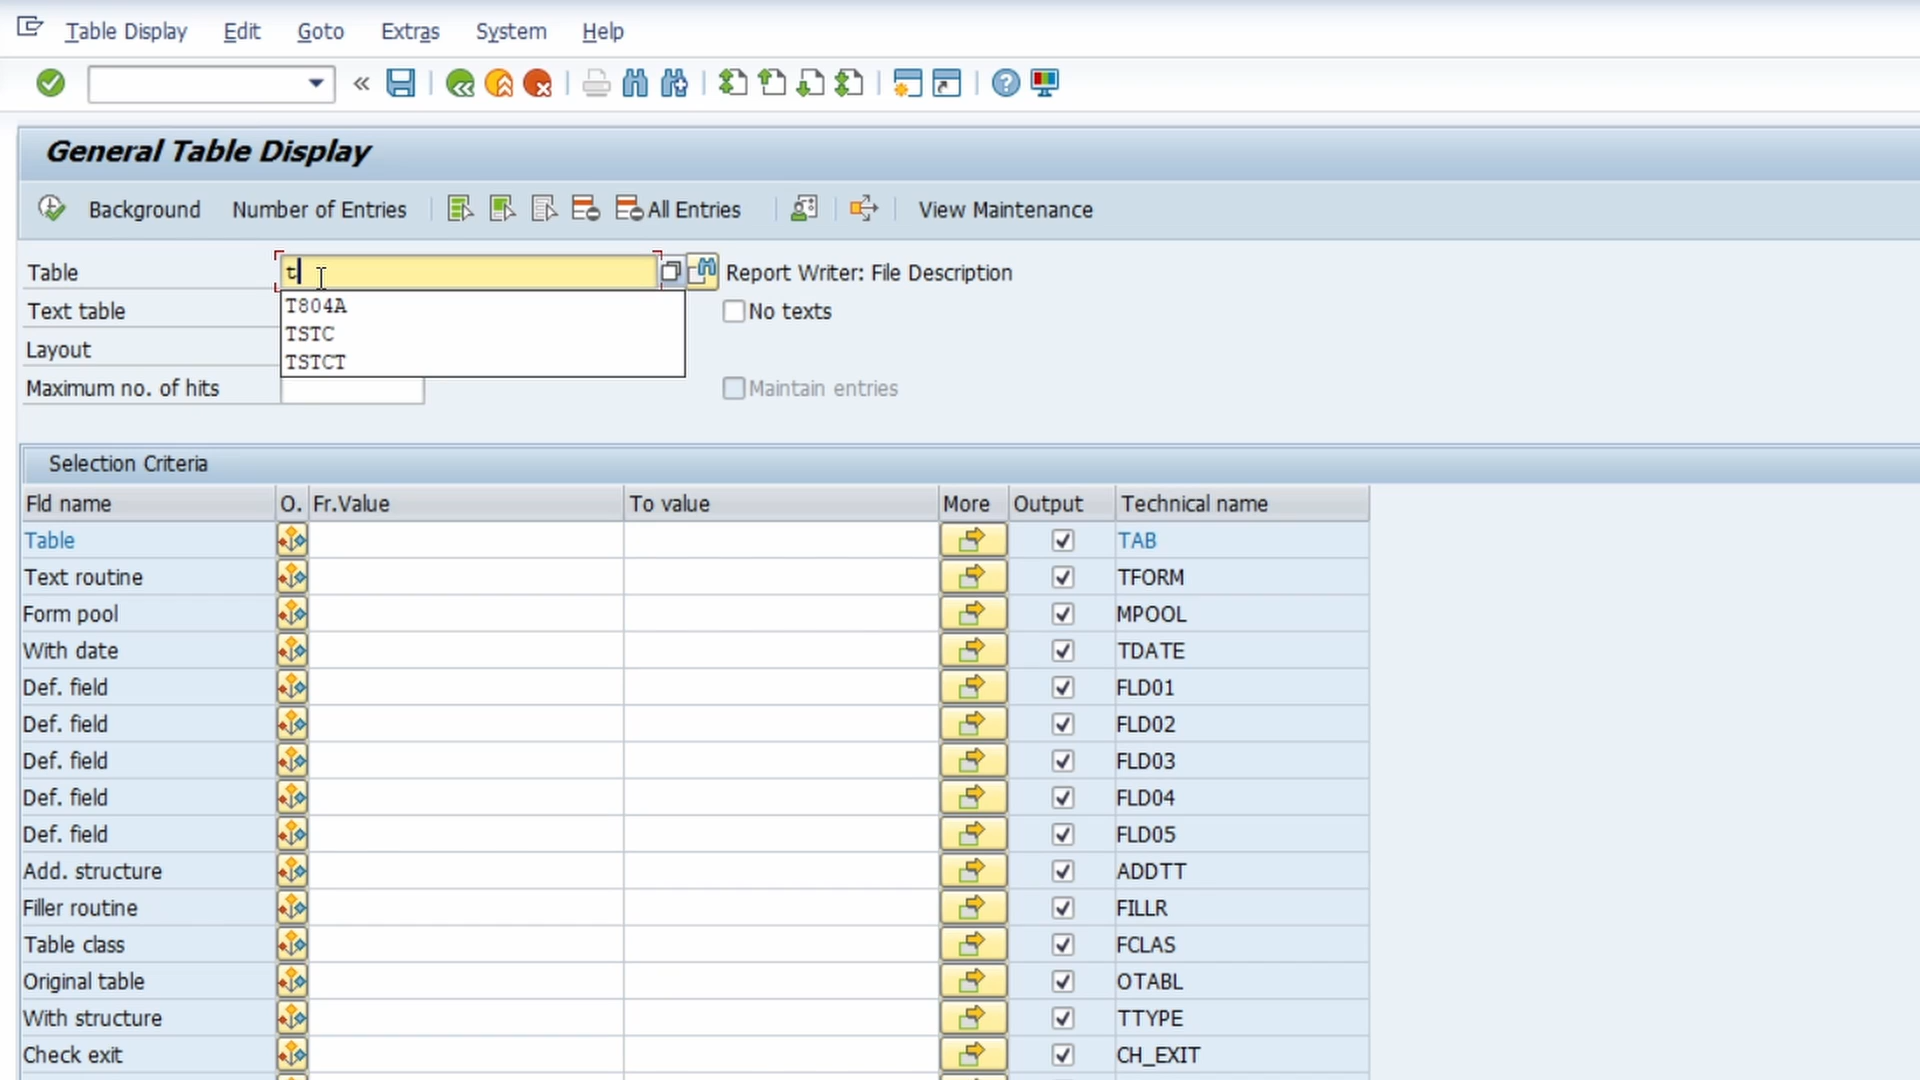 Table Display Edit Goto Extras System Help
General Table Display
Background Number of Entries All Entries View Maintenance
Table t Report Writer: File Description
T804A
Text table No texts
TSTC
Layout
TSTCT
Maximum no. of hits Maintain entries
Selection Criteria
Fld name O. Fr.Value To value More Output Technical name
Table TAB
Text routine TFORM
Form pool MPOOL
With date TDATE
Def. field FLD01
Def. field FLD02
Def. field FLD03
Def. field FLD04
Def. field FLD05
Add. structure ADDTT
Filler routine FILLR
Table class FCLAS
Original table OTABL
With structure TTYPE
Check exit CH_EXIT